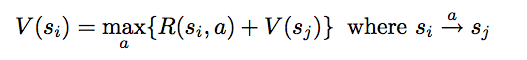 V(s_i) = max_a{R(s_i, a) + V(s_j)} where s_i →^a s_j